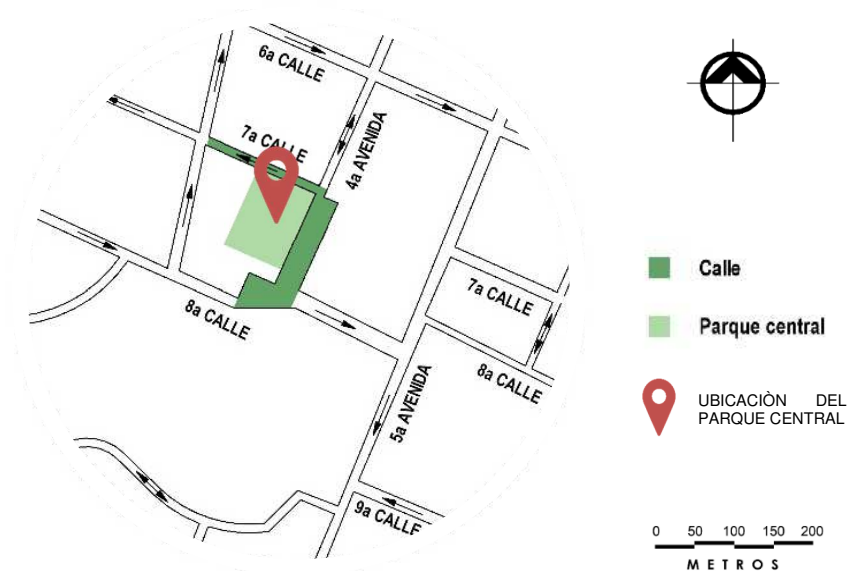 6a CALLE
7a CALLE
4a AVENIDA
8a CALLE
7a CALLE
8a CALLE
5a AVENIDA
9a CALLE
Calle
Parque central
UBICACIÒN DEL
PARQUE CENTRAL
0 50 100 150 200
METROS